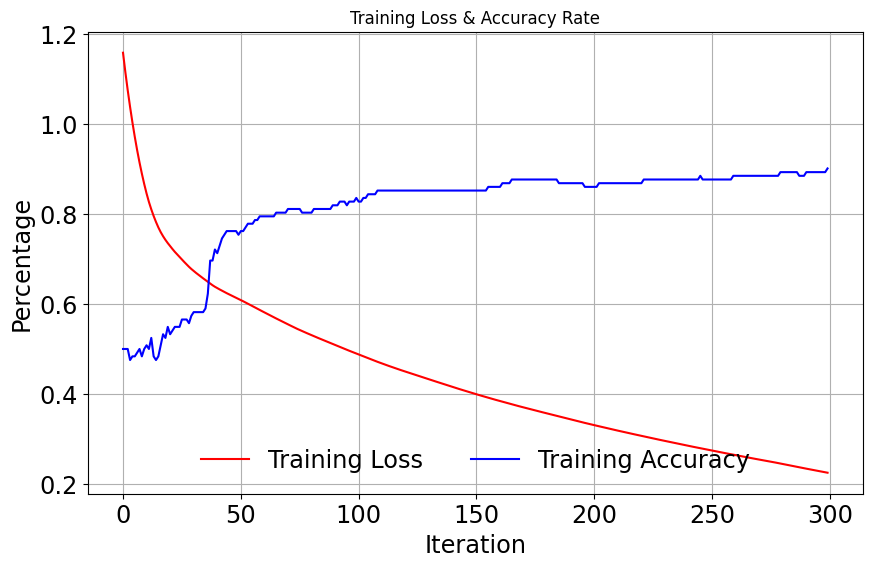 Training Loss & Accuracy Rate
1.2
1.0
0.8
0.6
0.4
0.2
Percentage
Training Loss
Training Accuracy
0 50 100 150 200 250 300
Iteration